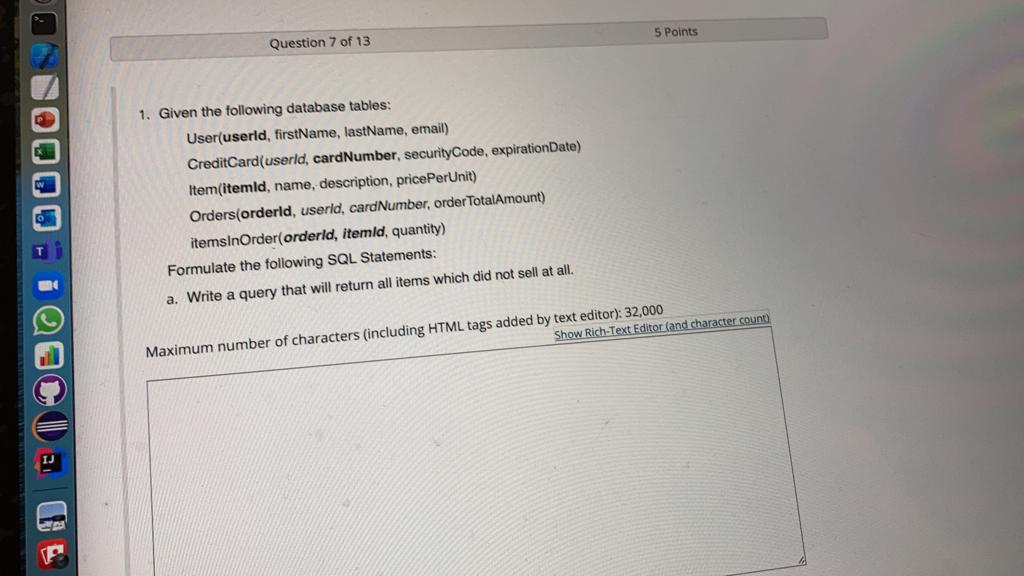 Question 7 of 13
5 Points
1. Given the following database tables:
User(userId, firstName, lastName, email)
CreditCard(userId, cardNumber, securityCode, expirationDate)
Item(itemId, name, description, pricePerUnit)
Orders(orderId, userId, cardNumber, orderTotalAmount)
itemsInOrder(orderId, itemId, quantity)
Formulate the following SQL Statements:
a. Write a query that will return all items which did not sell at all.
Maximum number of characters (including HTML tags added by text editor): 32,000
Show Rich-Text Editor (and character count)
W
T
IJ